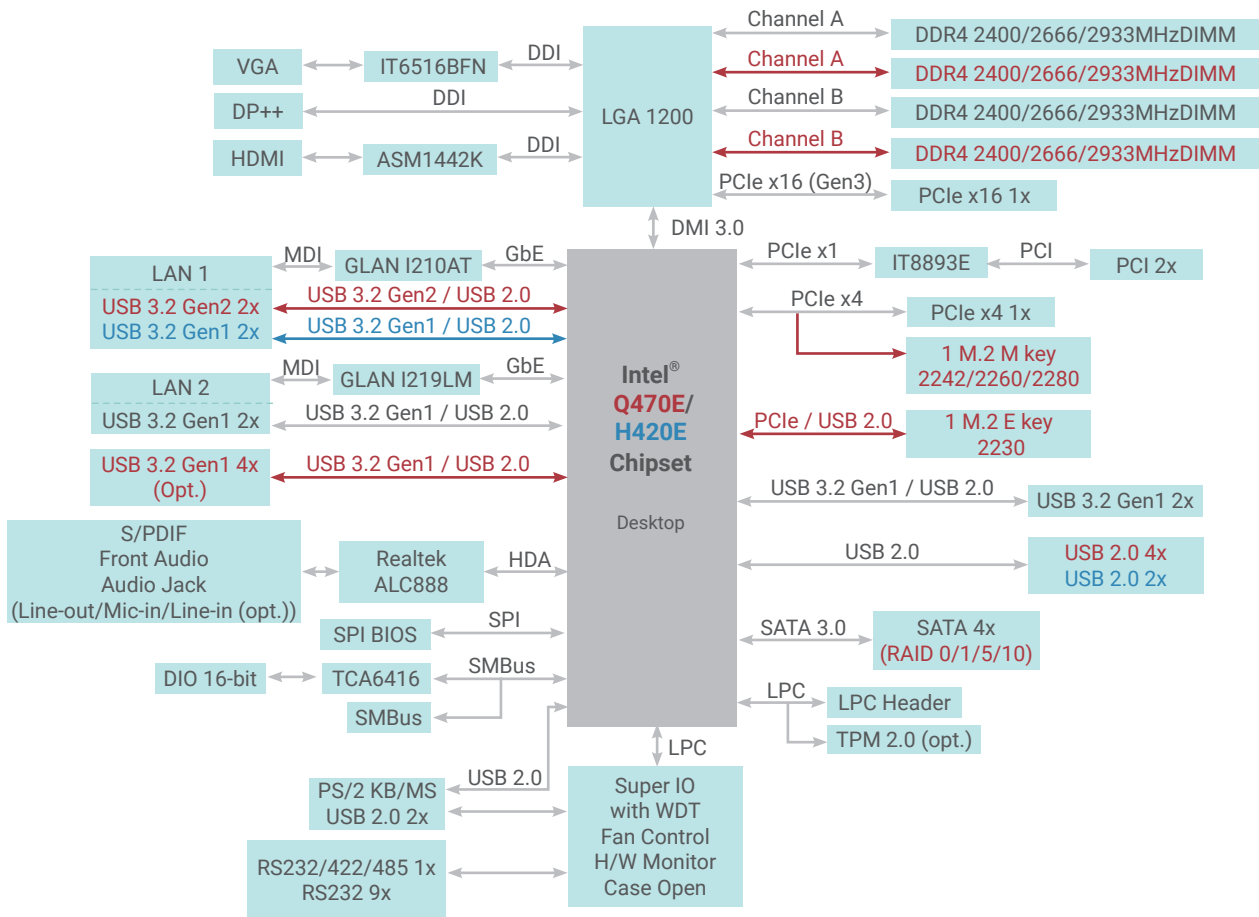 Channel A
DDR4 2400/2666/2933MHzDIMM
VGA
IT6516BFN
DDI
Channel A
DDR4 2400/2666/2933MHzDIMM
DP++
DDI
LGA 1200
Channel B
DDR4 2400/2666/2933MHzDIMM
HDMI
ASM1442K
DDI
Channel B
DDR4 2400/2666/2933MHzDIMM
PCIe x16 (Gen3)
PCIe x16 1x
DMI 3.0
LAN 1
MDI
GLAN I210AT
GbE
USB 3.2 Gen2 2x
USB 3.2 Gen2 / USB 2.0
USB 3.2 Gen1 2x
USB 3.2 Gen1 / USB 2.0
LAN 2
MDI
GLAN I219LM
GbE
USB 3.2 Gen1 2x
USB 3.2 Gen1 / USB 2.0
USB 3.2 Gen1 4x
(Opt.)
USB 3.2 Gen1 / USB 2.0
Intel®
Q470E/
H420E
Chipset
Desktop
PCIe x1
IT8893E
PCI
PCI 2x
PCIe x4
PCIe x4 1x
1 M.2 M key
2242/2260/2280
PCIe / USB 2.0
1 M.2 E key
2230
USB 3.2 Gen1 / USB 2.0
USB 3.2 Gen1 2x
USB 2.0
USB 2.0 4x
USB 2.0 2x
SATA 3.0
SATA 4x
(RAID 0/1/5/10)
LPC
LPC Header
TPM 2.0 (opt.)
S/PDIF
Front Audio
Audio Jack
(Line-out/Mic-in/Line-in (opt.))
Realtek
ALC888
HDA
SPI BIOS
SPI
DIO 16-bit
TCA6416
SMBus
SMBus
LPC
USB 2.0
PS/2 KB/MS
USB 2.0 2x
RS232/422/485 1x
RS232 9x
Super IO
with WDT
Fan Control
H/W Monitor
Case Open